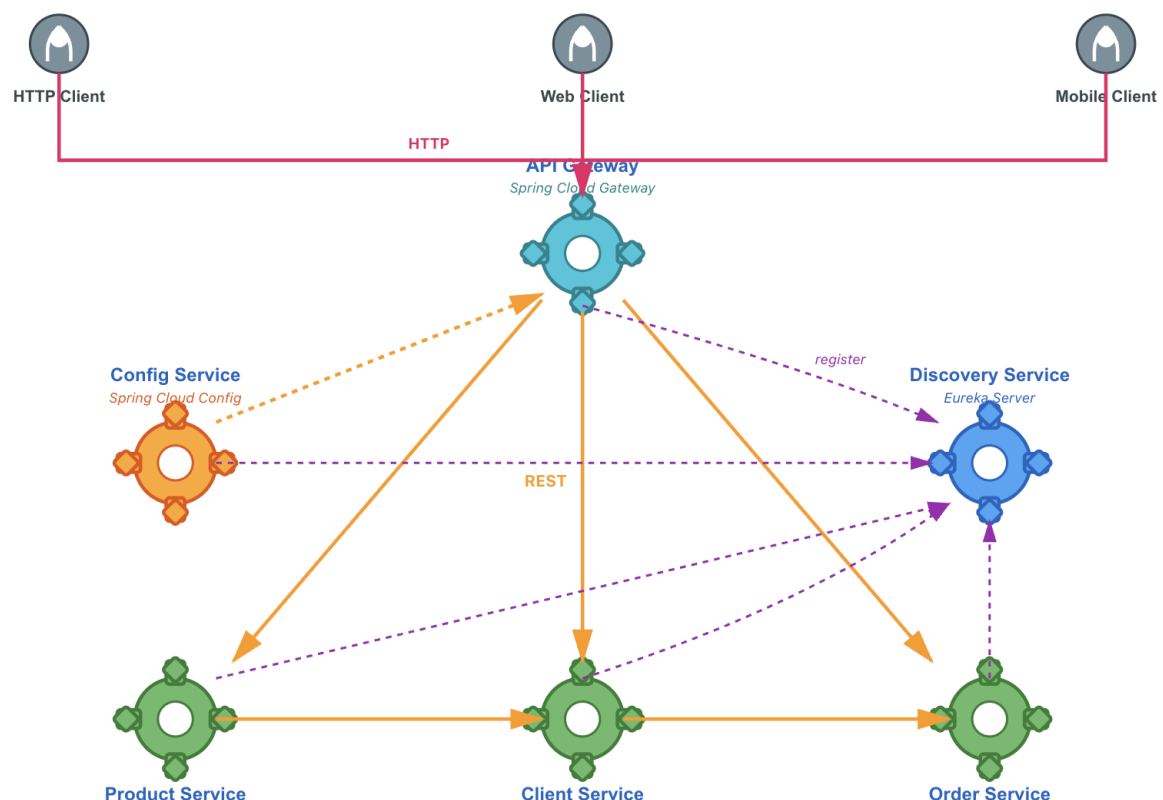 HTTP Client
Web Client
Mobile Client
HTTP
API Gateway
Spring Cloud Gateway
register
Config Service
Spring Cloud Config
Discovery Service
Eureka Server
REST
Product Service
Client Service
Order Service